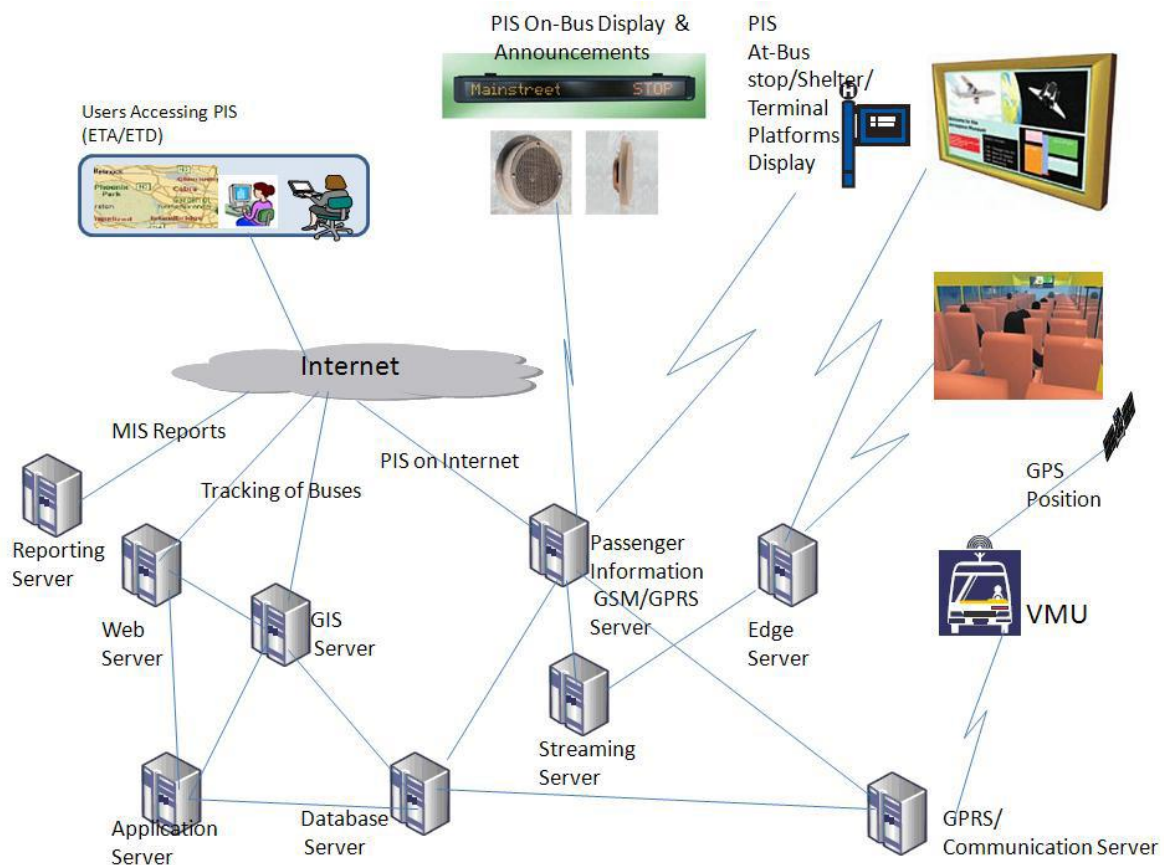 PIS On-Bus Display &
Announcements
PIS
At-Bus
stop/Shelter/
Terminal
Platforms
Display
Users Accessing PIS
(ETA/ETD)
Mainstreet STOP
Phoenix
Park
Internet
MIS Reports
PIS on Internet
Tracking of Buses
GPS
Position
Reporting
Server
Passenger
Information
GSM/GPRS
Server
VMU
Web
Server
GIS
Server
Edge
Server
Streaming
Server
Application
Server
Database
Server
GPRS/
Communication Server